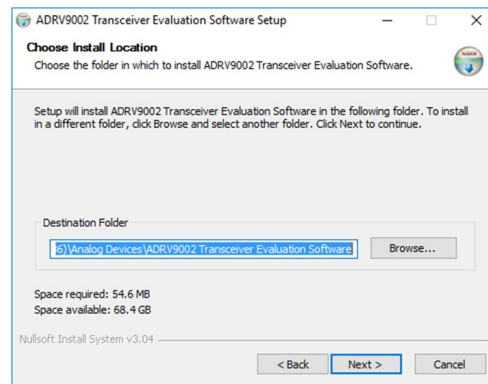 ADRV9002 Transceiver Evaluation Software Setup
Choose Install Location
Choose the folder in which to install ADRV9002 Transceiver Evaluation Software.
Setup will install ADRV9002 Transceiver Evaluation Software in the following folder. To install
in a different folder, click Browse and select another folder. Click Next to continue.
Destination Folder
6)\Analog Devices\ADRV9002 Transceiver Evaluation Software
Browse...
Space required: 54.6 MB
Space available: 68.4 GB
Nullsoft Install System v3.04
< Back
Next >
Cancel